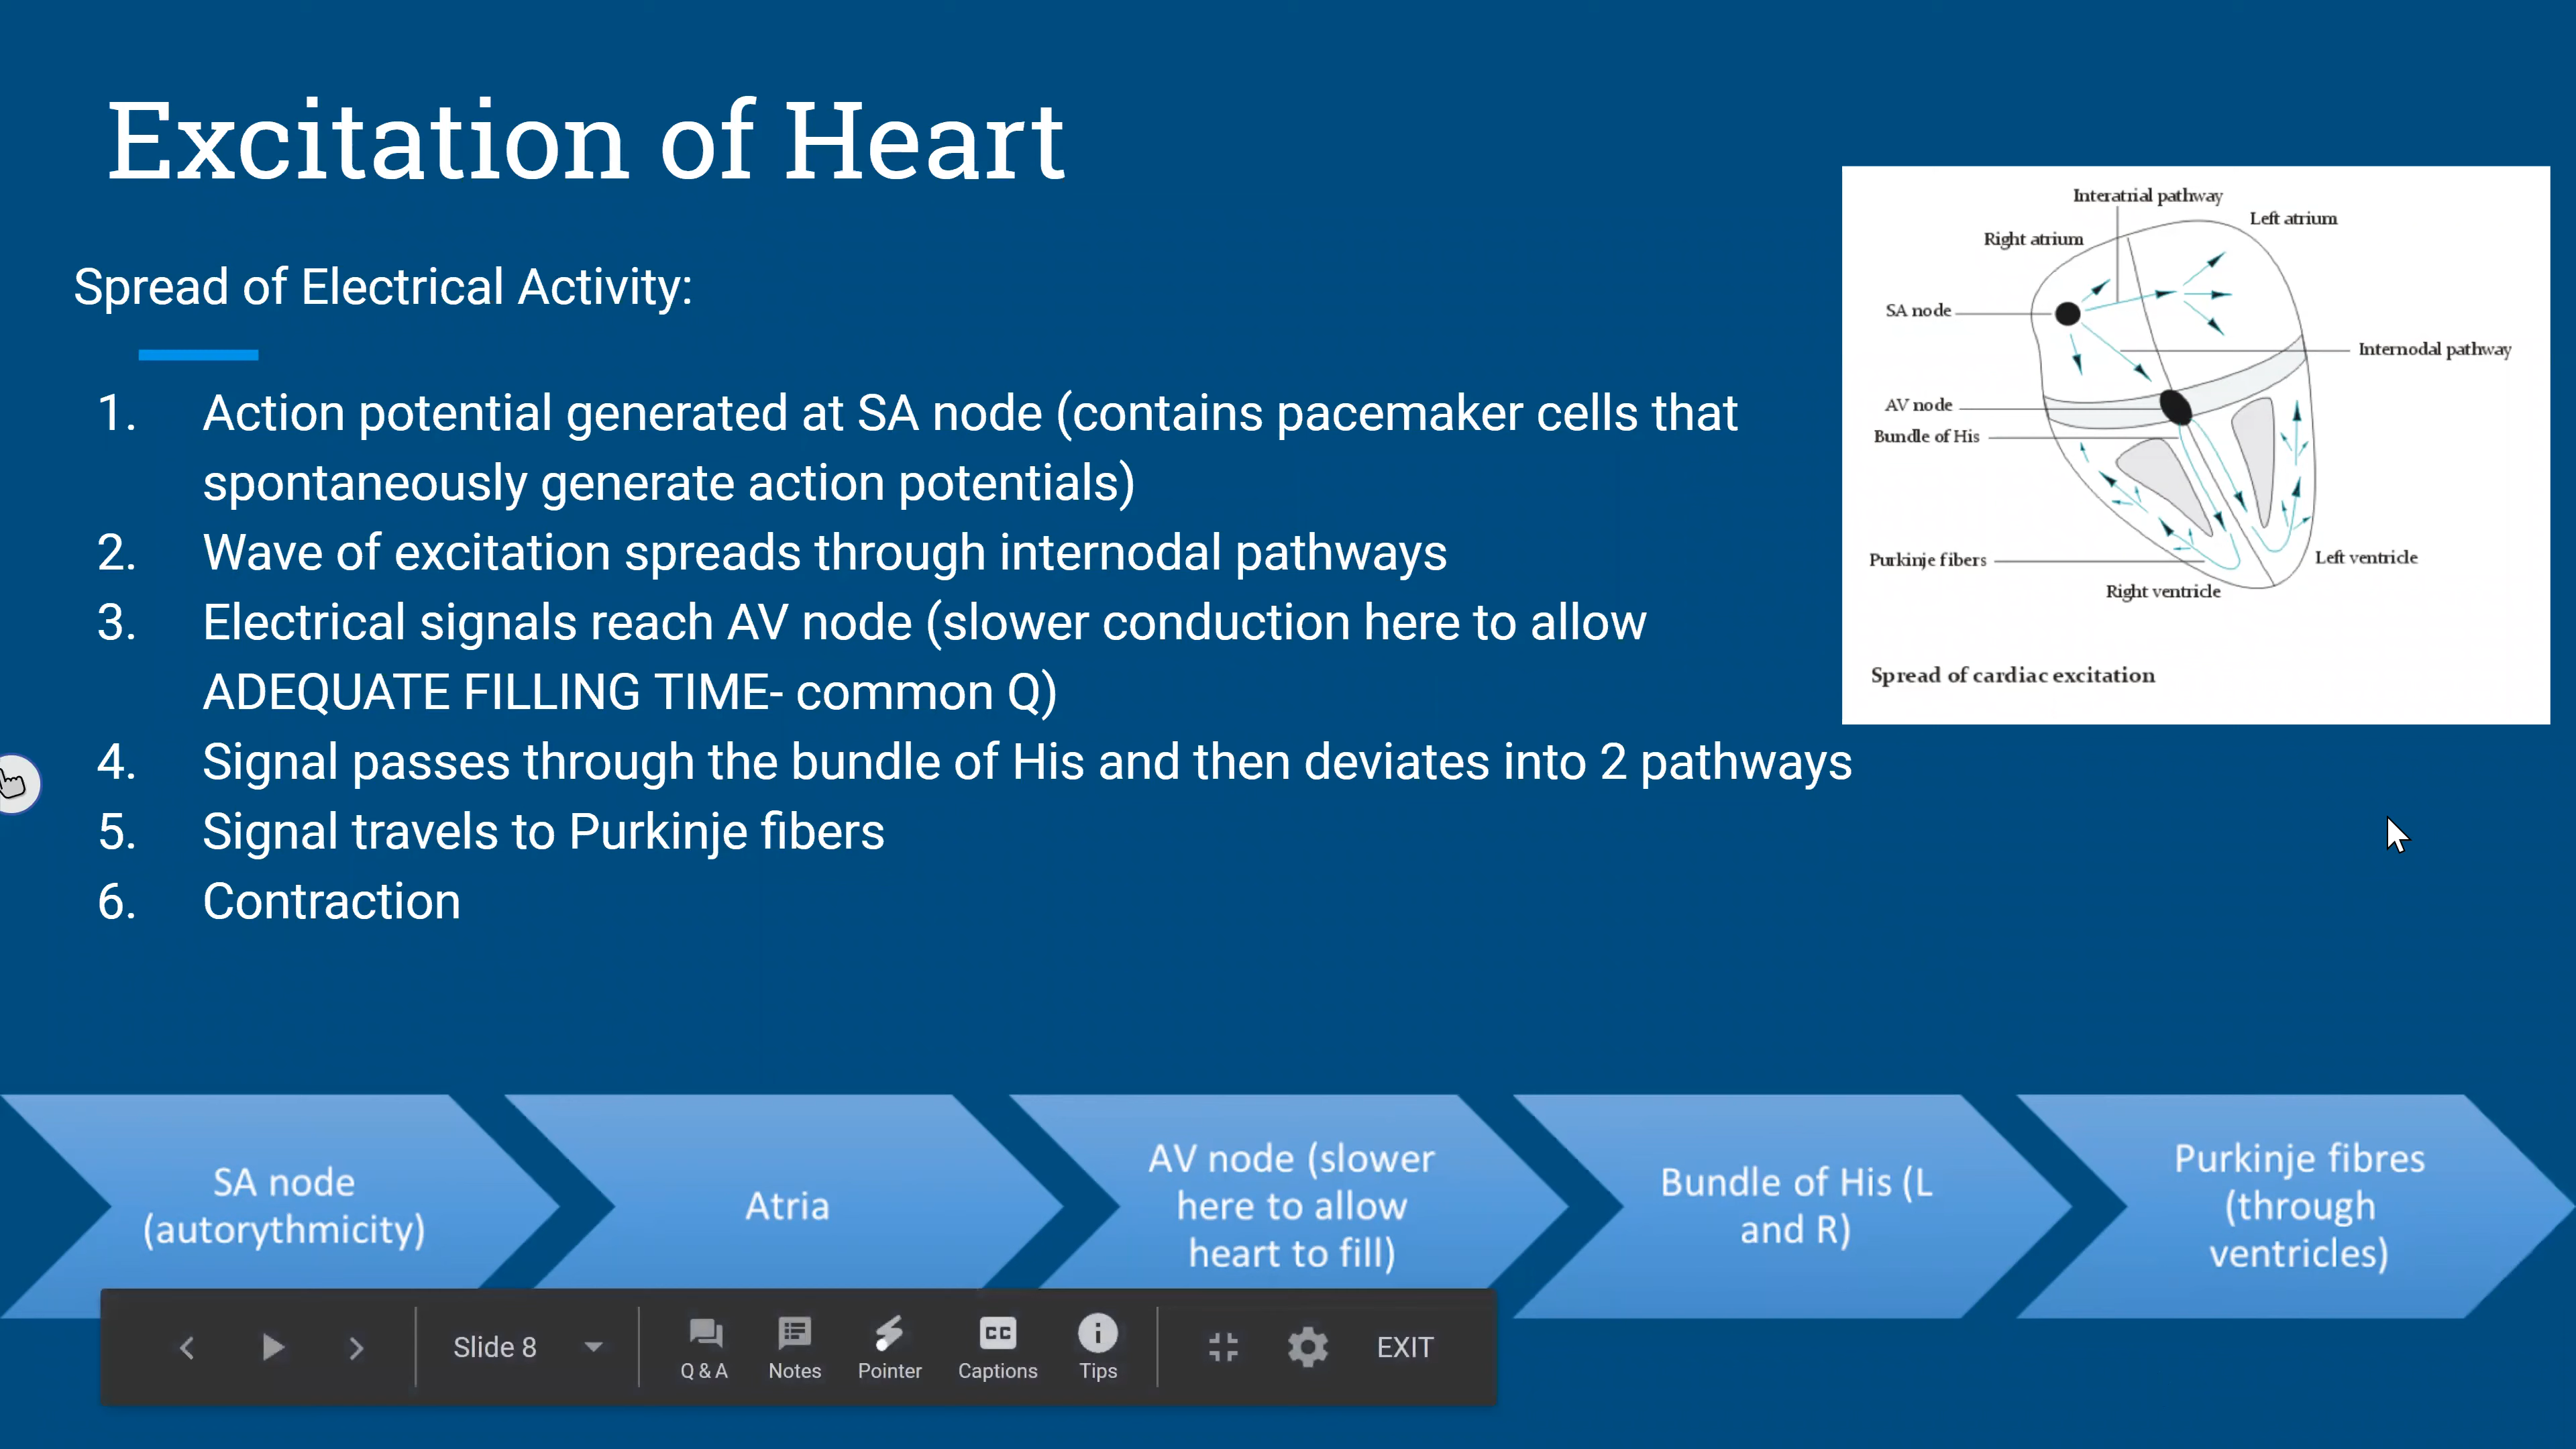 Excitation of Heart
Spread of Electrical Activity:
1. Action potential generated at SA node (contains pacemaker cells that
spontaneously generate action potentials)
2. Wave of excitation spreads through internodal pathways
3. Electrical signals reach AV node (slower conduction here to allow
ADEQUATE FILLING TIME- common Q)
4. Signal passes through the bundle of His and then deviates into 2 pathways
5. Signal travels to Purkinje fibers
6. Contraction
Interatrial pathway
Left atrium
Right atrium
SA node
Internodal pathway
AV node
Bundle of His
Purkinje fibers
Left ventricle
Right ventricle
Spread of cardiac excitation
SA node
(autorythmicity)
Atria
AV node (slower
here to allow
heart to fill)
Bundle of His (L
and R)
Purkinje fibres
(through
ventricles)
Slide 8
Q & A
Notes
Pointer
CC
Captions
Tips
EXIT